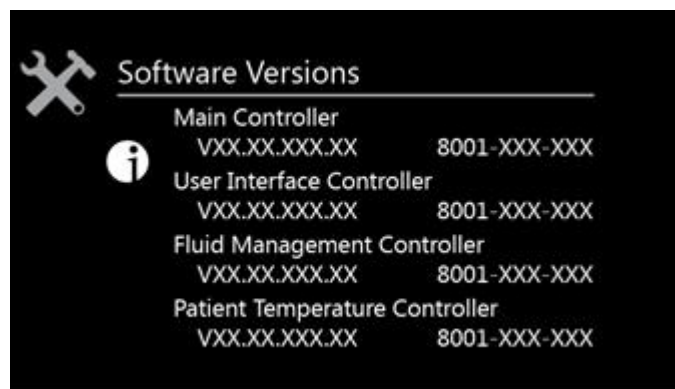 Software Versions
Main Controller
VXX.XX.XXX.XX 8001-XXX-XXX
User Interface Controller
VXX.XX.XXX.XX 8001-XXX-XXX
Fluid Management Controller
VXX.XX.XXX.XX 8001-XXX-XXX
Patient Temperature Controller
VXX.XX.XXX.XX 8001-XXX-XXX